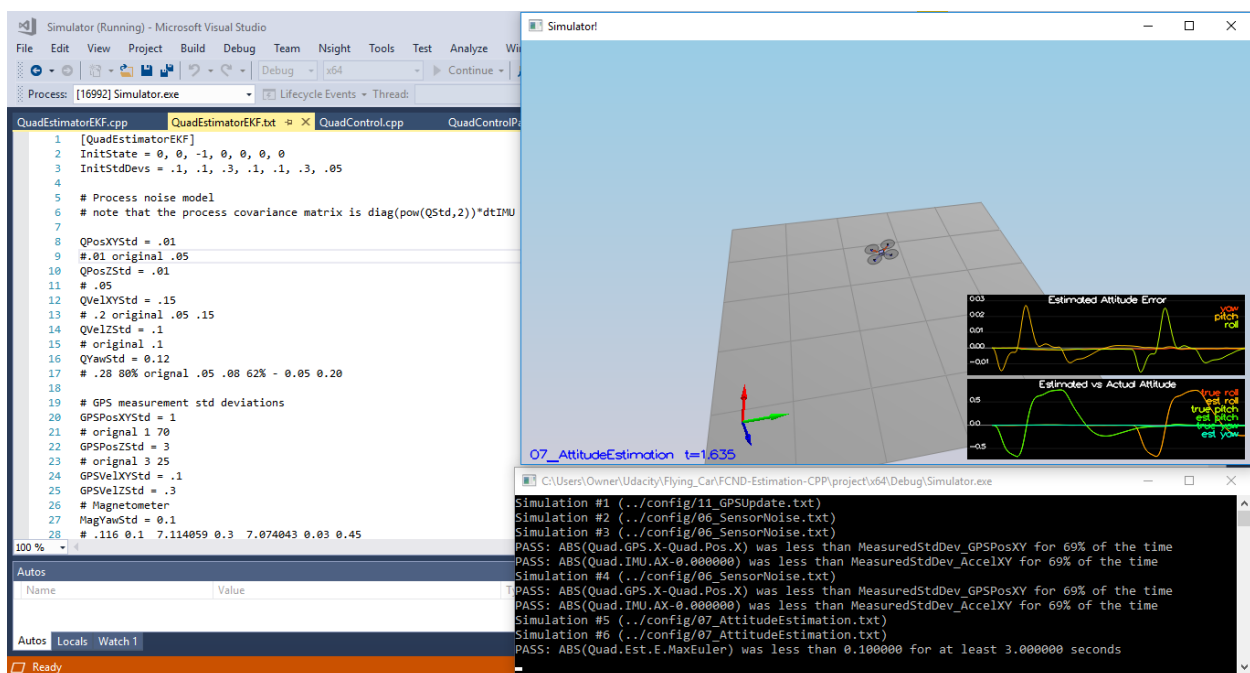 Simulator (Running) - Microsoft Visual Studio
File Edit View Project Build Debug Team Nsight Tools Test Analyze
Debug x64 Continue
Process: [16992] Simulator.exe Lifecycle Events Thread:
QuadEstimatorEKF.cpp QuadEstimatorEKF.txt QuadControl.cpp
1 [QuadEstimatorEKF]
2 InitState = 0, 0, -1, 0, 0, 0, 0
3 InitStdDevs = .1, .1, .3, .1, .1, .3, .05
4
5 # Process noise model
6 # note that the process covariance matrix is diag(pow(QStd,2))*dtIMU
7
8 QPosXYStd = .01
9 #.01 original .05
10 QPosZStd = .01
11 # .05
12 QVelXYStd = .15
13 # .2 original .05 .15
14 QVelZStd = .1
15 # original .1
16 QYawStd = 0.12
17 # .28 80% orignal .05 .08 62% - 0.05 0.20
18
19 # GPS measurement std deviations
20 GPSPosXYStd = 1
21 # orignal 1 70
22 GPSPosZStd = 3
23 # orignal 3 25
24 GPSVelXYStd = .1
25 GPSVelZStd = .3
26 # Magnetometer
27 MagYawStd = 0.1
28 # .116 0.1 7.114059 0.3 7.074043 0.03 0.45
100 %
Autos
Name Value
Autos Locals Watch 1
Ready
Simulator!
Estimated Attitude Error
0.03
0.02
0.01
0.00
-0.01
yaw
pitch
roll
Estimated vs Actual Attitude
0.5
0.0
-0.5
true roll
est roll
true pitch
est pitch
true yaw
est yaw
07_AttitudeEstimation t=1.635
C:\Users\Owner\Udacity\Flying_Car\FCND-Estimation-CPP\project\x64\Debug\Simulator.exe
Simulation #1 (../config/11_GPSUpdate.txt)
Simulation #2 (../config/06_SensorNoise.txt)
Simulation #3 (../config/06_SensorNoise.txt)
PASS: ABS(Quad.GPS.X-Quad.Pos.X) was less than MeasuredStdDev_GPSPosXY for 69% of the time
PASS: ABS(Quad.IMU.AX-0.000000) was less than MeasuredStdDev_AccelXY for 69% of the time
Simulation #4 (../config/06_SensorNoise.txt)
PASS: ABS(Quad.GPS.X-Quad.Pos.X) was less than MeasuredStdDev_GPSPosXY for 69% of the time
PASS: ABS(Quad.IMU.AX-0.000000) was less than MeasuredStdDev_AccelXY for 69% of the time
Simulation #5 (../config/07_AttitudeEstimation.txt)
Simulation #6 (../config/07_AttitudeEstimation.txt)
PASS: ABS(Quad.Est.E.MaxEuler) was less than 0.100000 for at least 3.000000 seconds